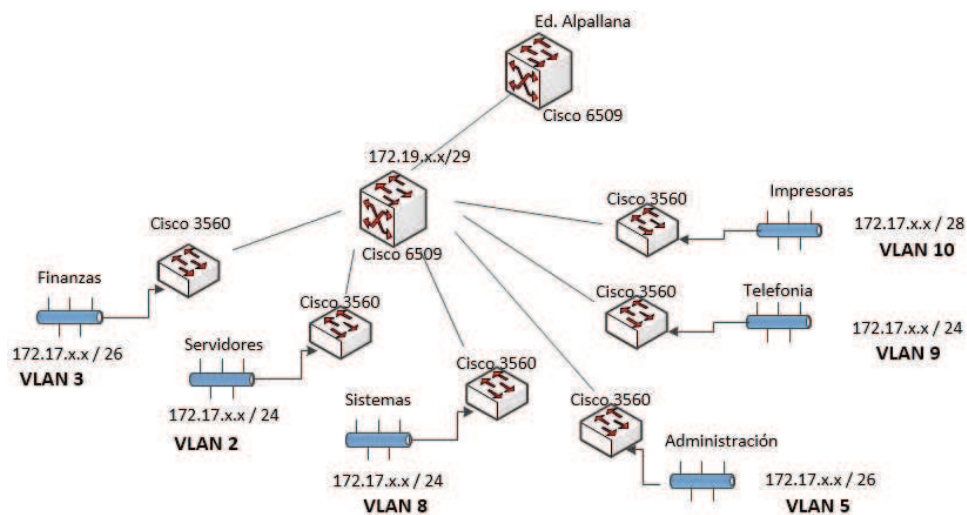 Ed. Alpallana
Cisco 6509
172.19.x.x/29
Cisco 6509
Cisco 3560
Impresoras
172.17.x.x / 28
VLAN 10
Cisco 3560
Finanzas
172.17.x.x / 26
VLAN 3
Cisco 3560
Servidores
172.17.x.x / 24
VLAN 2
Cisco 3560
Telefonia
172.17.x.x / 24
VLAN 9
Cisco 3560
Sistemas
172.17.x.x / 24
VLAN 8
Cisco 3560
Administración
172.17.x.x / 26
VLAN 5